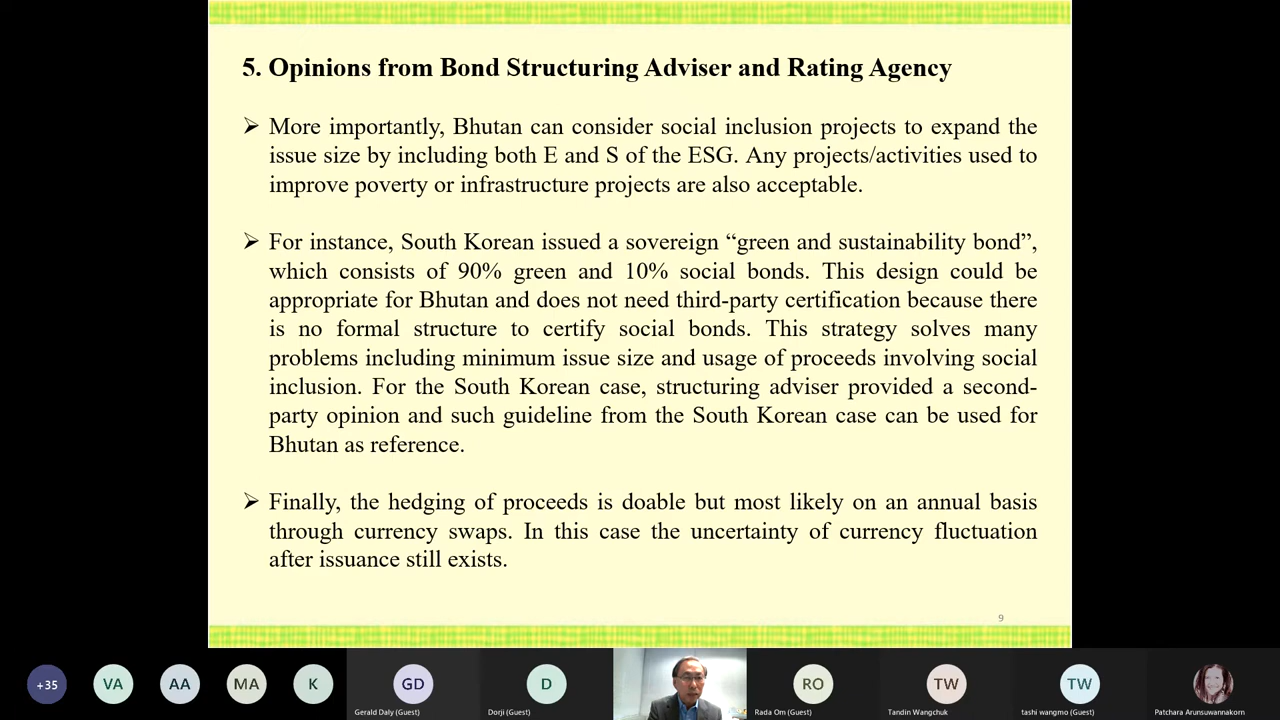 5. Opinions from Bond Structuring Adviser and Rating Agency
More importantly, Bhutan can consider social inclusion projects to expand the
issue size by including both E and S of the ESG. Any projects/activities used to
improve poverty or infrastructure projects are also acceptable.
For instance, South Korean issued a sovereign “green and sustainability bond”,
which consists of 90% green and 10% social bonds. This design could be
appropriate for Bhutan and does not need third-party certification because there
is no formal structure to certify social bonds. This strategy solves many
problems including minimum issue size and usage of proceeds involving social
inclusion. For the South Korean case, structuring adviser provided a second-
party opinion and such guideline from the South Korean case can be used for
Bhutan as reference.
Finally, the hedging of proceeds is doable but most likely on an annual basis
through currency swaps. In this case the uncertainty of currency fluctuation
after issuance still exists.
9
+35 VA AA MA K GD D RO TW TW
Gerald Daly (Guest) Dorji (Guest) Rada Om (Guest) Tandin Wangchuk tashi wangmo (Guest) Patchara Arunsuwannakorn